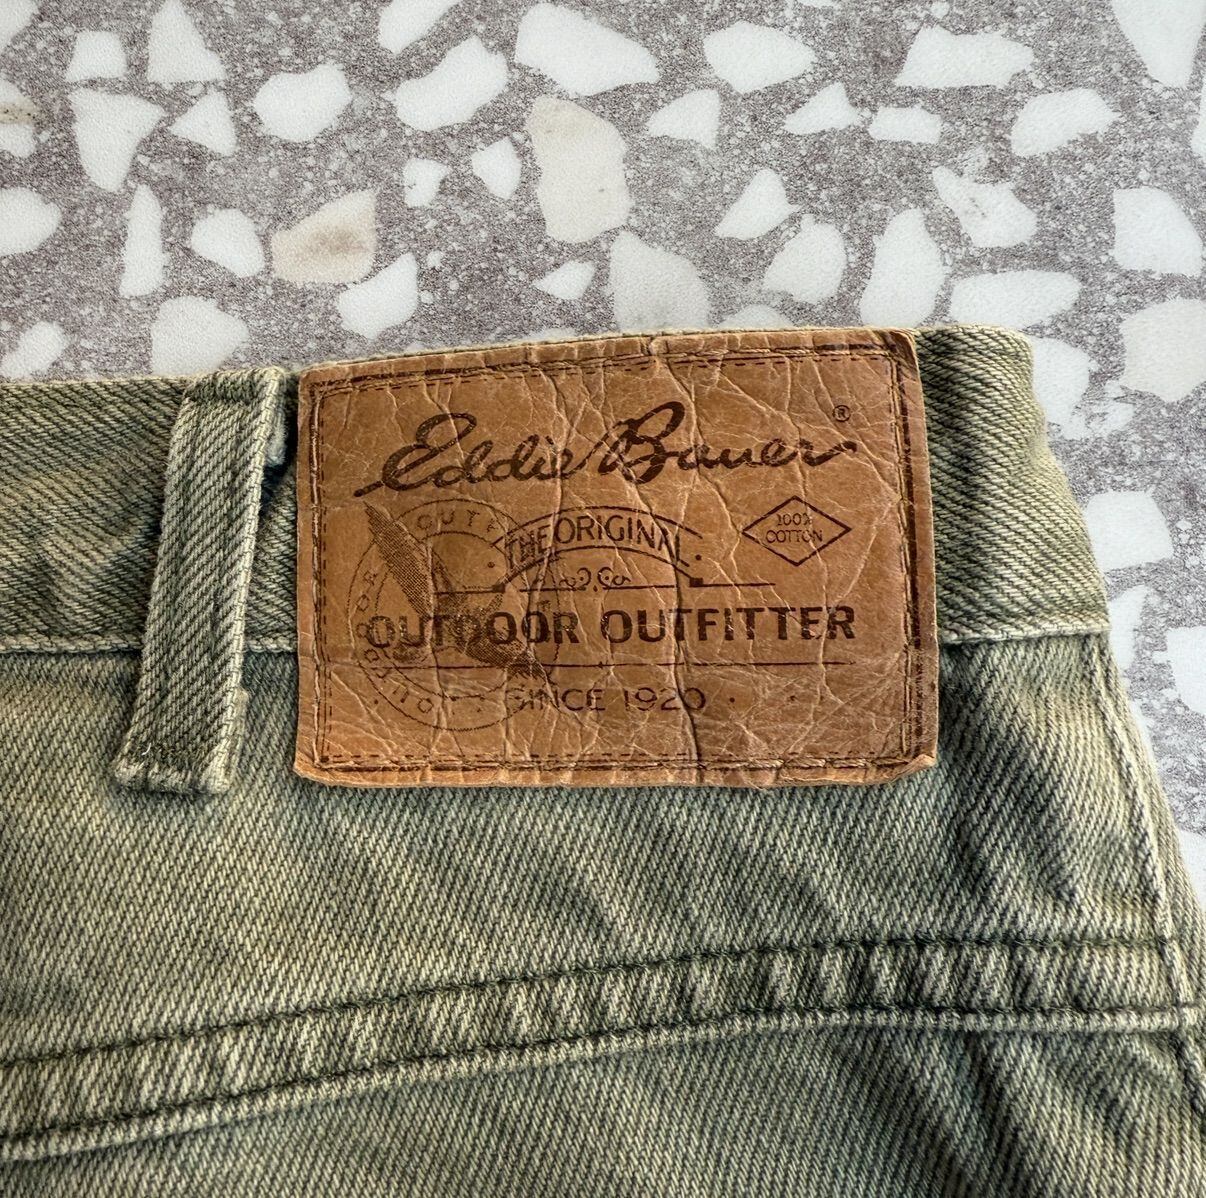 Eddie Bauer ®
100%
COTTON
THE ORIGINAL
OUTDOOR OUTFITTER
· SINCE 1920 ·